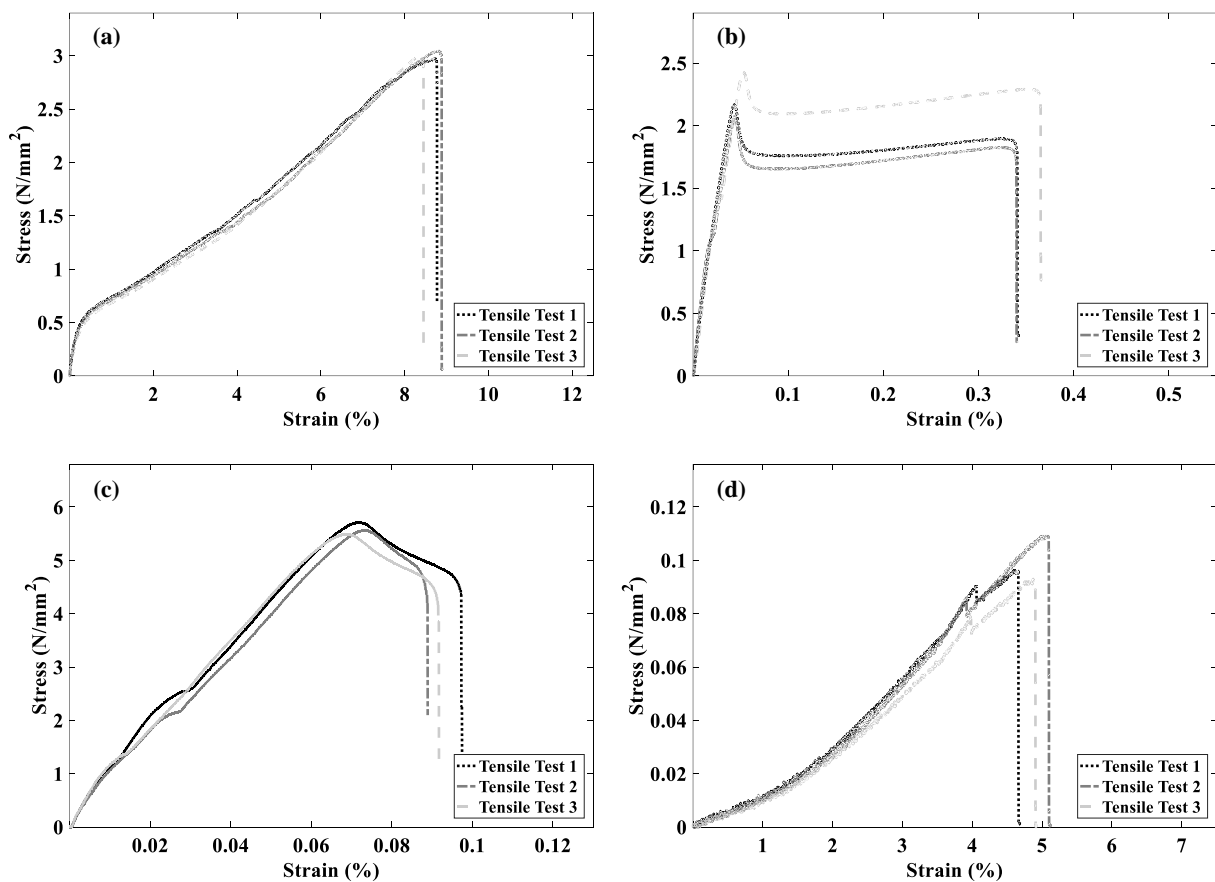 (a)
3
2.5
2
1.5
1
0.5
0
2
4
6
8
10
12
Stress (N/mm²)
Strain (%)
Tensile Test 1
Tensile Test 2
Tensile Test 3
(b)
2.5
2
1.5
1
0.5
0
0.1
0.2
0.3
0.4
0.5
Stress (N/mm²)
Strain (%)
Tensile Test 1
Tensile Test 2
Tensile Test 3
(c)
6
5
4
3
2
1
0
0.02
0.04
0.06
0.08
0.10
0.12
Stress (N/mm²)
Strain (%)
Tensile Test 1
Tensile Test 2
Tensile Test 3
(d)
0.12
0.1
0.08
0.06
0.04
0.02
0
1
2
3
4
5
6
7
Stress (N/mm²)
Strain (%)
Tensile Test 1
Tensile Test 2
Tensile Test 3